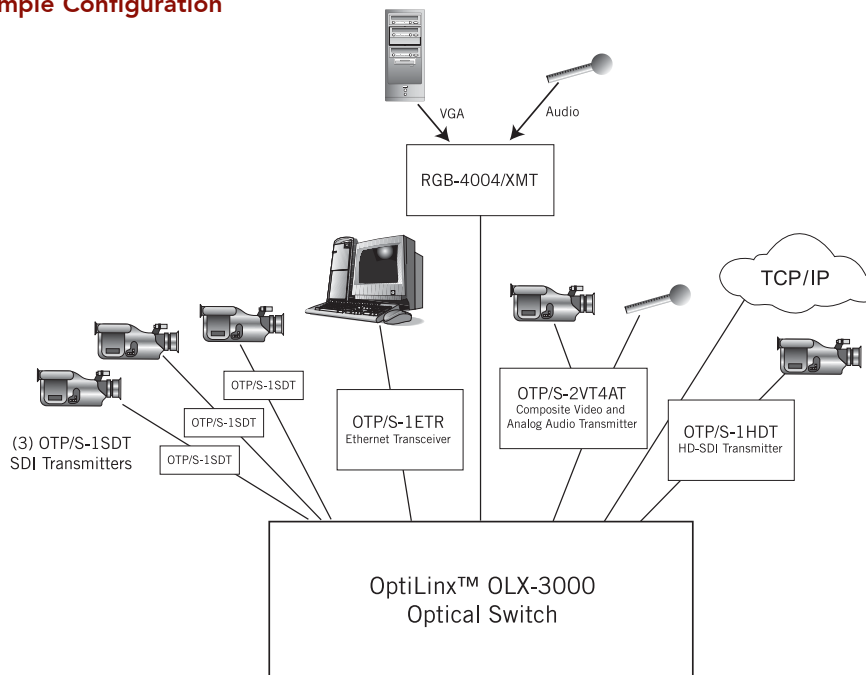 mple Configuration
VGA
Audio
RGB-4004/XMT
TCP/IP
OTP/S-1SDT
OTP/S-1SDT
OTP/S-1SDT
(3) OTP/S-1SDT
SDI Transmitters
OTP/S-1ETR
Ethernet Transceiver
OTP/S-2VT4AT
Composite Video and
Analog Audio Transmitter
OTP/S-1HDT
HD-SDI Transmitter
OptiLinx™ OLX-3000
Optical Switch